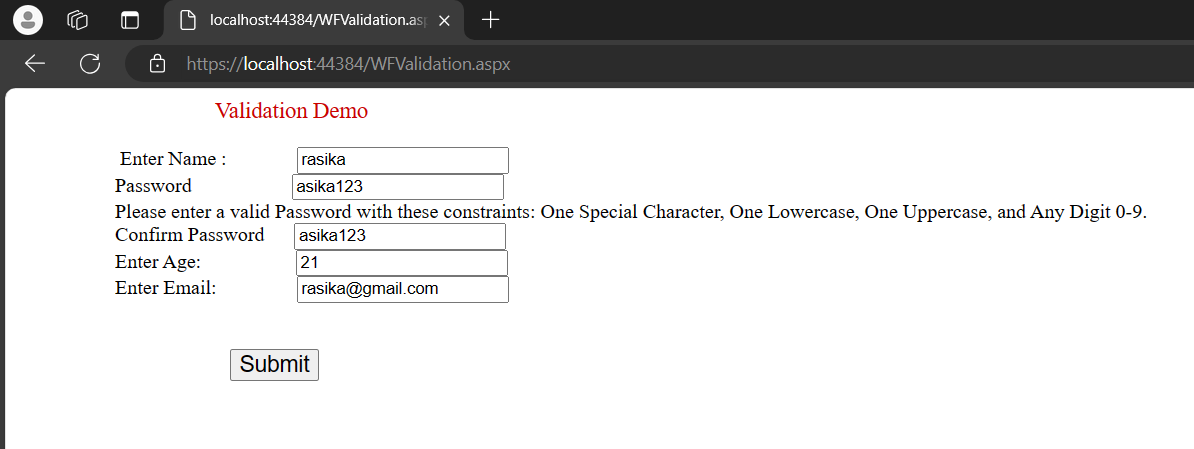 localhost:44384/WFValidation.asp
https://localhost:44384/WFValidation.aspx
Validation Demo
Enter Name : rasika
Password asika123
Please enter a valid Password with these constraints: One Special Character, One Lowercase, One Uppercase, and Any Digit 0-9.
Confirm Password asika123
Enter Age: 21
Enter Email: rasika@gmail.com
Submit